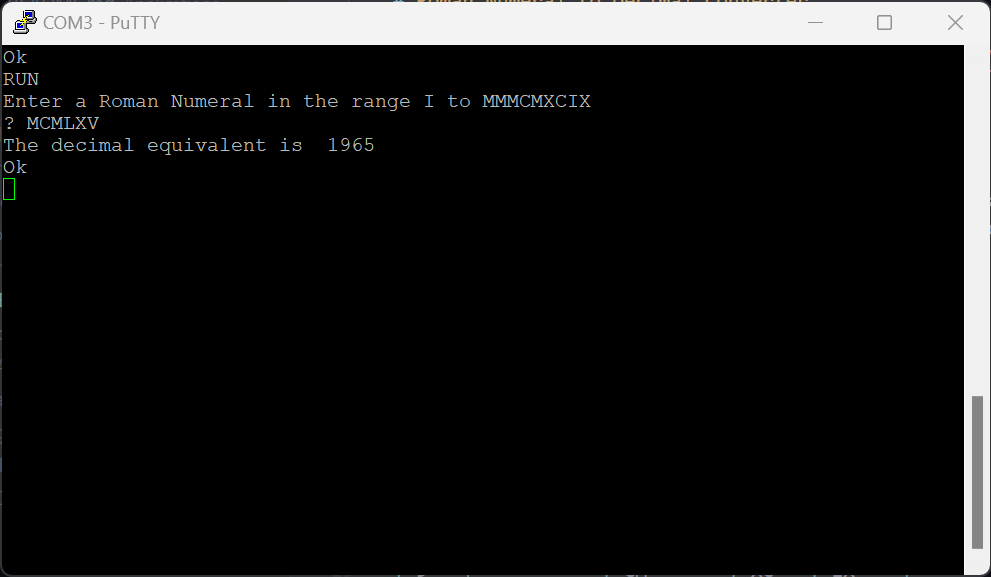 COM3 - PuTTY
Ok
RUN
Enter a Roman Numeral in the range I to MMMCMXCIX
? MCMLXV
The decimal equivalent is  1965
Ok